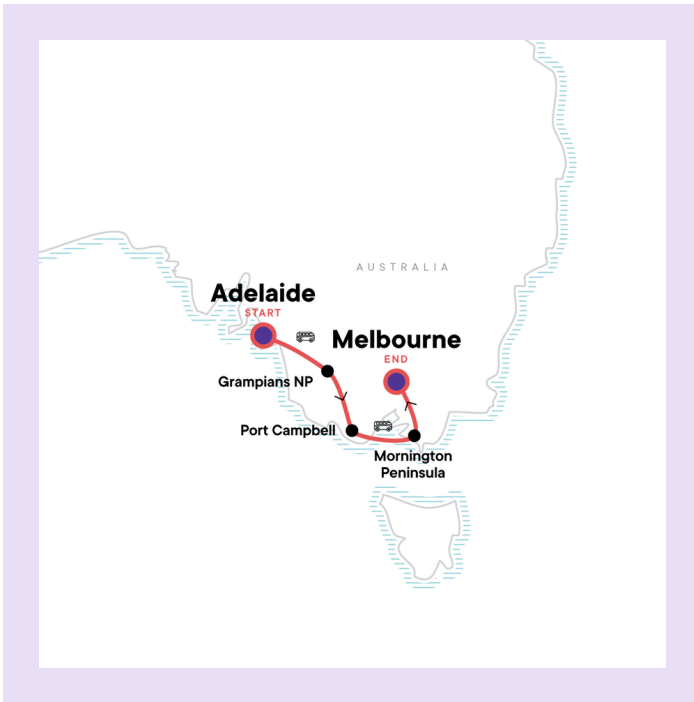 AUSTRALIA
Adelaide
START
Melbourne
END
Grampians NP
Port Campbell
Mornington
Peninsula